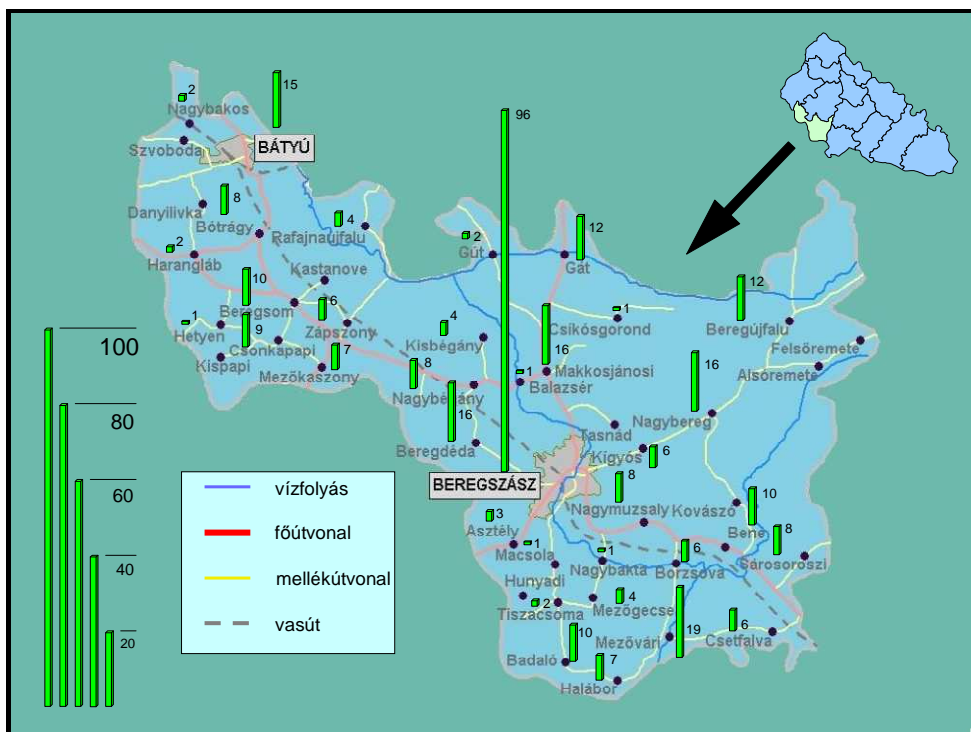 2
Nagybakos
15
Szvoboda
BÁTYÚ
96
Danyilivka
8
Bótrágy
4
Rafajnaújfalu
2
Harangláb
2
Gút
12
Gát
Kastanove
10
Beregsom
6
Zápszony
12
Beregújfalu
1
Hetyen
9
Csonkapapi
4
Kisbégány
1
Csíkósgorond
16
Makkosjánosi
Felsőremete
Kispapi
7
Mezőkaszony
8
Nagybégány
1
Balazsér
16
Nagybereg
Alsóremete
16
Beregdéda
Tasnád
Kígyós
6
BEREGSZÁSZ
8
Nagymuzsaly
Kovászó
10
Bene
8
Sárosoroszi
3
Asztély
1
Macsola
1
Nagybakta
6
Borzsova
Hunyadi
2
Tiszacsoma
4
Mezőgecse
19
Mezővári
6
Csetfalva
10
Badaló
7
Halábor
100
80
60
40
20
vízfolyás
főútvonal
mellékútvonal
vasút